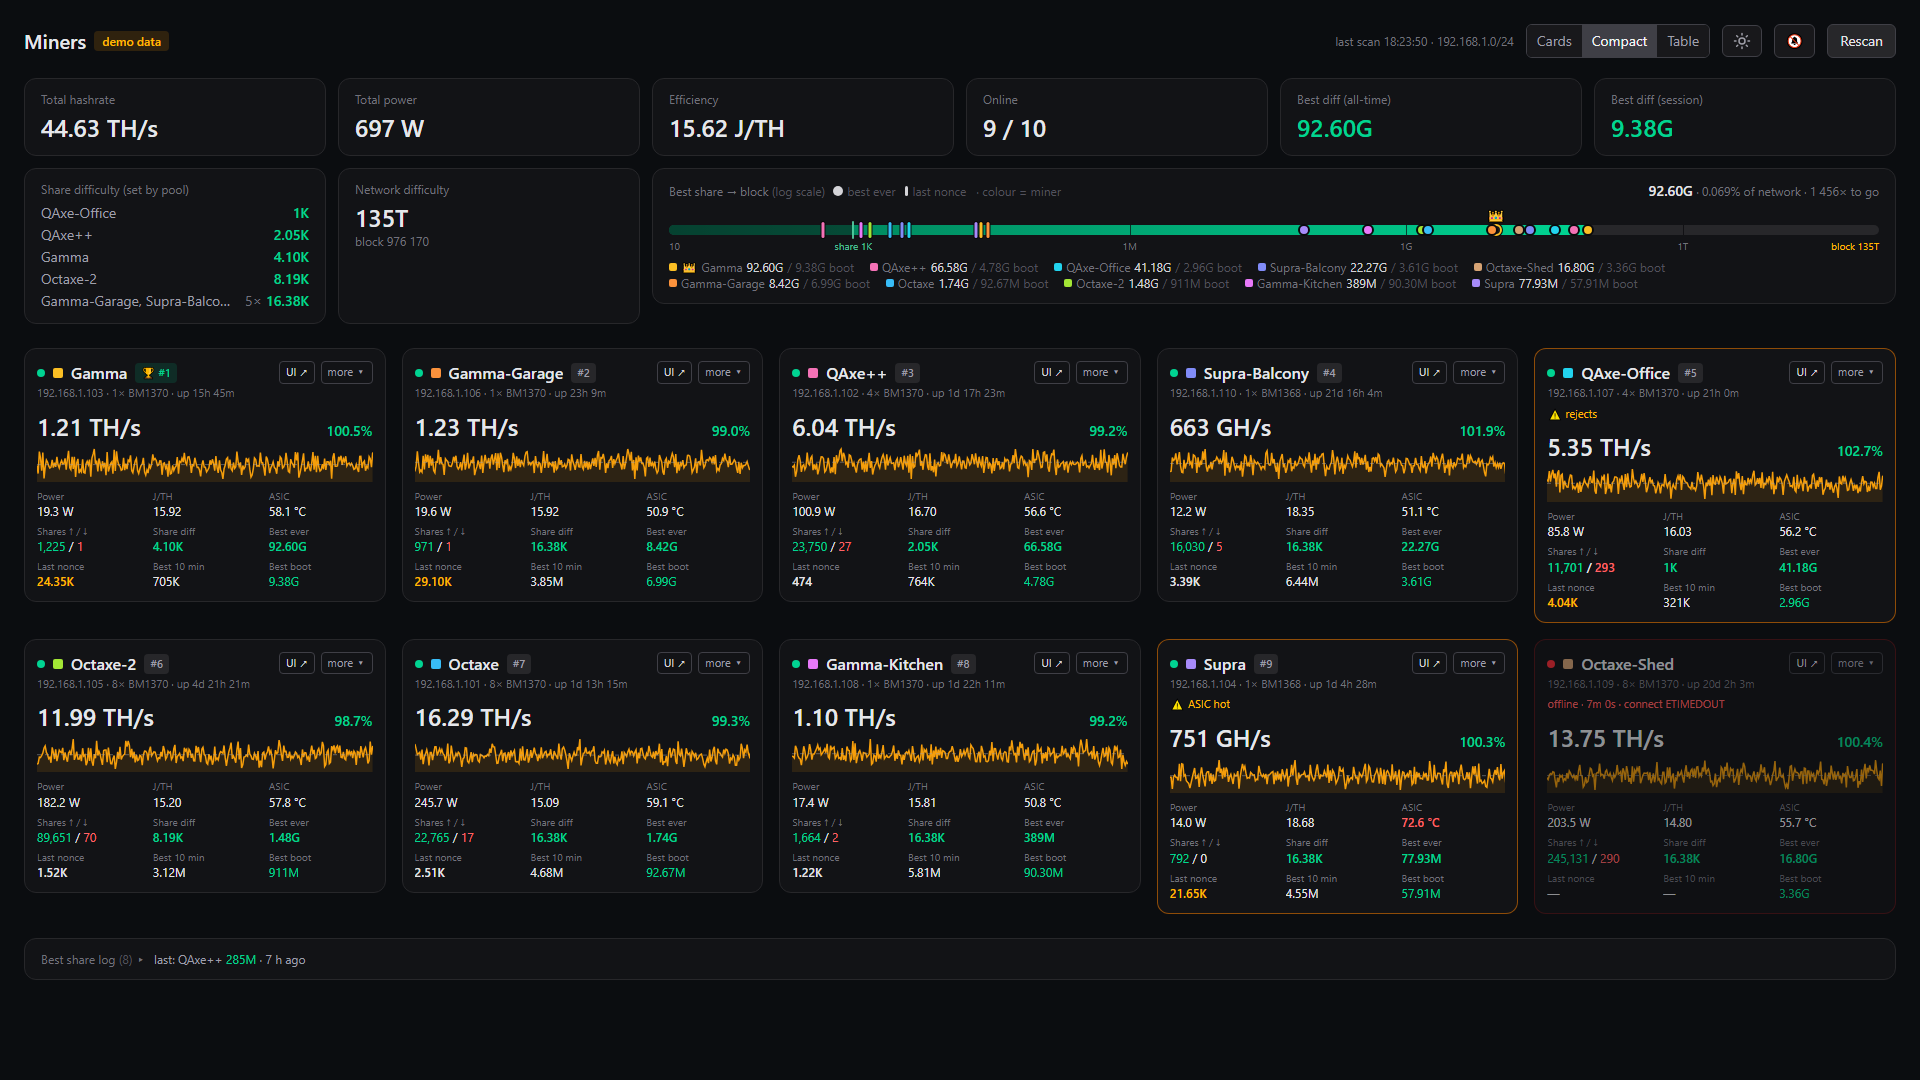 Miners demo data last scan 18:23:50 · 192.168.1.0/24 Cards Compact Table Rescan
Total hashrate
44.63 TH/s
Total power
697 W
Efficiency
15.62 J/TH
Online
9 / 10
Best diff (all-time)
92.60G
Best diff (session)
9.38G
Share difficulty (set by pool)
QAxe-Office 1K
QAxe++ 2.05K
Gamma 4.10K
Octaxe-2 8.19K
Gamma-Garage, Supra-Balco... 5× 16.38K
Network difficulty
135T
block 976 170
Best share → block (log scale) best ever last nonce · colour = miner 92.60G · 0.069% of network · 1 456× to go
10 share 1K 1M 1G 1T block 135T
Gamma 92.60G / 9.38G boot QAxe++ 66.58G / 4.78G boot QAxe-Office 41.18G / 2.96G boot Supra-Balcony 22.27G / 3.61G boot Octaxe-Shed 16.80G / 3.36G boot
Gamma-Garage 8.42G / 6.99G boot Octaxe 1.74G / 92.67M boot Octaxe-2 1.48G / 911M boot Gamma-Kitchen 389M / 90.30M boot Supra 77.93M / 57.91M boot
Gamma #1 UI ↗ more ▾
192.168.1.103 · 1× BM1370 · up 15h 45m
1.21 TH/s 100.5%
Power J/TH ASIC
19.3 W 15.92 58.1 °C
Shares ↑ / ↓ Share diff Best ever
1,225 / 1 4.10K 92.60G
Last nonce Best 10 min Best boot
24.35K 705K 9.38G
Gamma-Garage #2 UI ↗ more ▾
192.168.1.106 · 1× BM1370 · up 23h 9m
1.23 TH/s 99.0%
Power J/TH ASIC
19.6 W 15.92 50.9 °C
Shares ↑ / ↓ Share diff Best ever
971 / 1 16.38K 8.42G
Last nonce Best 10 min Best boot
29.10K 3.85M 6.99G
QAxe++ #3 UI ↗ more ▾
192.168.1.102 · 4× BM1370 · up 1d 17h 23m
6.04 TH/s 99.2%
Power J/TH ASIC
100.9 W 16.70 56.6 °C
Shares ↑ / ↓ Share diff Best ever
23,750 / 27 2.05K 66.58G
Last nonce Best 10 min Best boot
474 764K 4.78G
Supra-Balcony #4 UI ↗ more ▾
192.168.1.110 · 1× BM1368 · up 21d 16h 4m
663 GH/s 101.9%
Power J/TH ASIC
12.2 W 18.35 51.1 °C
Shares ↑ / ↓ Share diff Best ever
16,030 / 5 16.38K 22.27G
Last nonce Best 10 min Best boot
3.39K 6.44M 3.61G
QAxe-Office #5 UI ↗ more ▾
192.168.1.107 · 4× BM1370 · up 21h 0m
rejects
5.35 TH/s 102.7%
Power J/TH ASIC
85.8 W 16.03 56.2 °C
Shares ↑ / ↓ Share diff Best ever
11,701 / 293 1K 41.18G
Last nonce Best 10 min Best boot
4.04K 321K 2.96G
Octaxe-2 #6 UI ↗ more ▾
192.168.1.105 · 8× BM1370 · up 4d 21h 21m
11.99 TH/s 98.7%
Power J/TH ASIC
182.2 W 15.20 57.8 °C
Shares ↑ / ↓ Share diff Best ever
89,651 / 70 8.19K 1.48G
Last nonce Best 10 min Best boot
1.52K 3.12M 911M
Octaxe #7 UI ↗ more ▾
192.168.1.101 · 8× BM1370 · up 1d 13h 15m
16.29 TH/s 99.3%
Power J/TH ASIC
245.7 W 15.09 59.1 °C
Shares ↑ / ↓ Share diff Best ever
22,765 / 17 16.38K 1.74G
Last nonce Best 10 min Best boot
2.51K 4.68M 92.67M
Gamma-Kitchen #8 UI ↗ more ▾
192.168.1.108 · 1× BM1370 · up 1d 22h 11m
1.10 TH/s 99.2%
Power J/TH ASIC
17.4 W 15.81 50.8 °C
Shares ↑ / ↓ Share diff Best ever
1,664 / 2 16.38K 389M
Last nonce Best 10 min Best boot
1.22K 5.81M 90.30M
Supra #9 UI ↗ more ▾
192.168.1.104 · 1× BM1368 · up 1d 4h 28m
ASIC hot
751 GH/s 100.3%
Power J/TH ASIC
14.0 W 18.68 72.6 °C
Shares ↑ / ↓ Share diff Best ever
792 / 0 16.38K 77.93M
Last nonce Best 10 min Best boot
21.65K 4.55M 57.91M
Octaxe-Shed UI ↗ more ▾
192.168.1.109 · 8× BM1370 · up 20d 2h 3m
offline · 7m 0s · connect ETIMEDOUT
13.75 TH/s 100.4%
Power J/TH ASIC
203.5 W 14.80 55.7 °C
Shares ↑ / ↓ Share diff Best ever
245,131 / 290 16.38K 16.80G
Last nonce Best 10 min Best boot
— — 3.36G
Best share log (8) ▸ last: QAxe++ 285M · 7 h ago